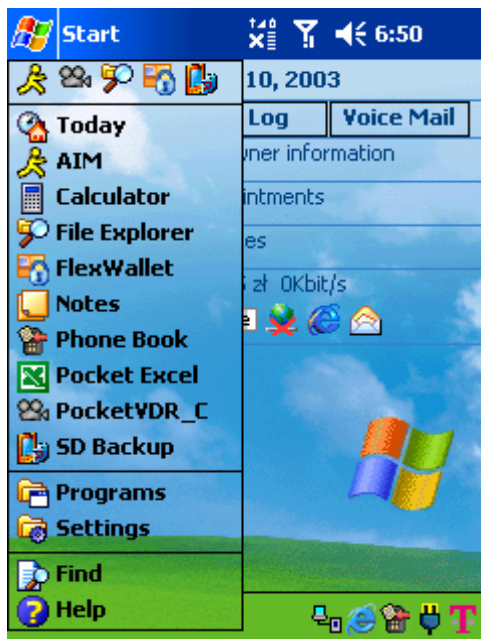 Start 6:50
10, 2003
Log Voice Mail
Today
AIM
Calculator
File Explorer
FlexWallet
Notes
Phone Book
Pocket Excel
PocketVDR_C
SD Backup
Programs
Settings
Find
Help
wner information
intments
es
zł 0Kbit/s
T